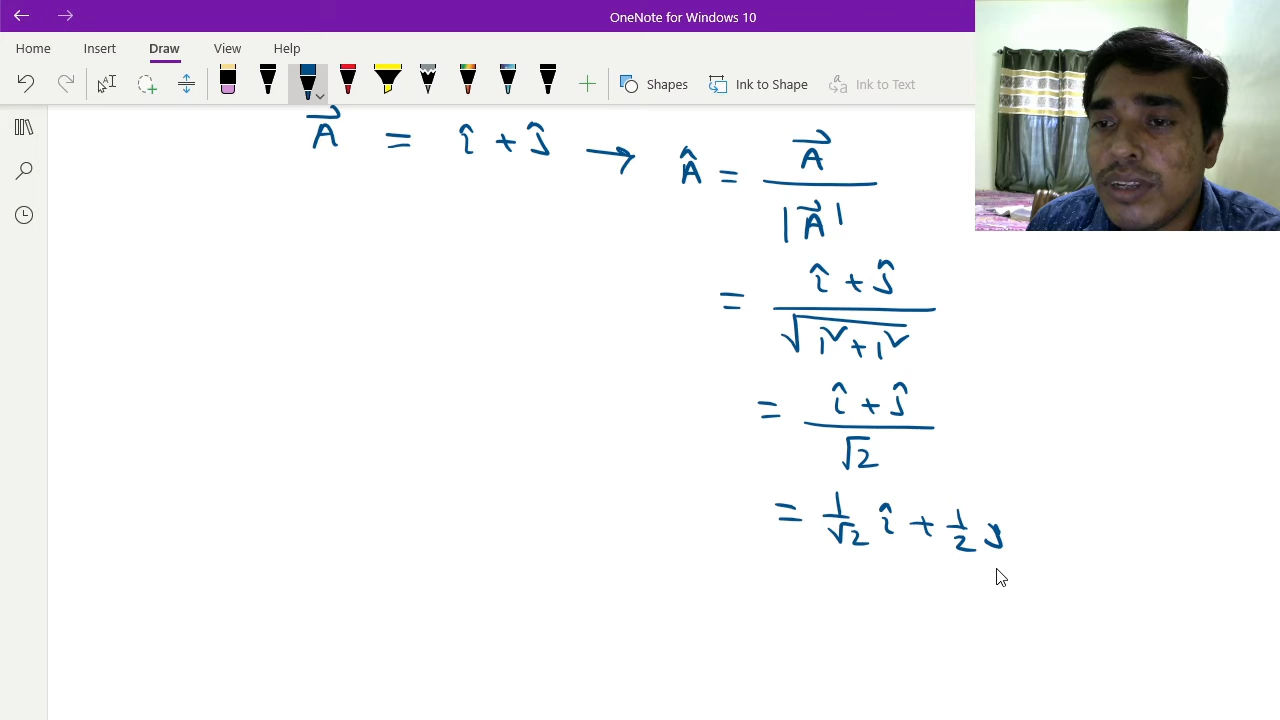 OneNote for Windows 10
Home Insert Draw View Help
Shapes Ink to Shape Ink to Text
A⃗ = î + ĵ → Â = A⃗ / |A⃗|
= î + ĵ / √1² + 1²
= î + ĵ / √2
= 1/√2 î + 1/2 j